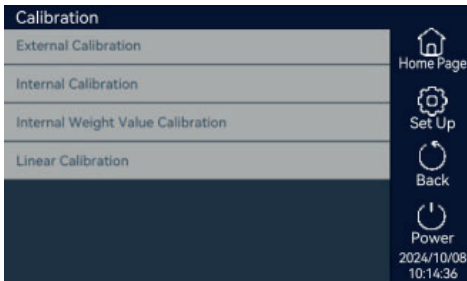 Calibration
External Calibration
Internal Calibration
Internal Weight Value Calibration
Linear Calibration
Home Page
Set Up
Back
Power
2024/10/08
10:14:36